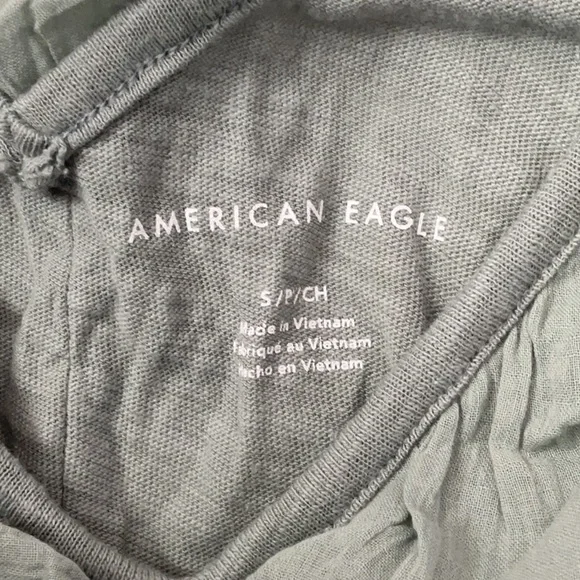 AMERICAN EAGLE
S/P/CH
Made in Vietnam
Fabriqué au Vietnam
Hecho en Vietnam